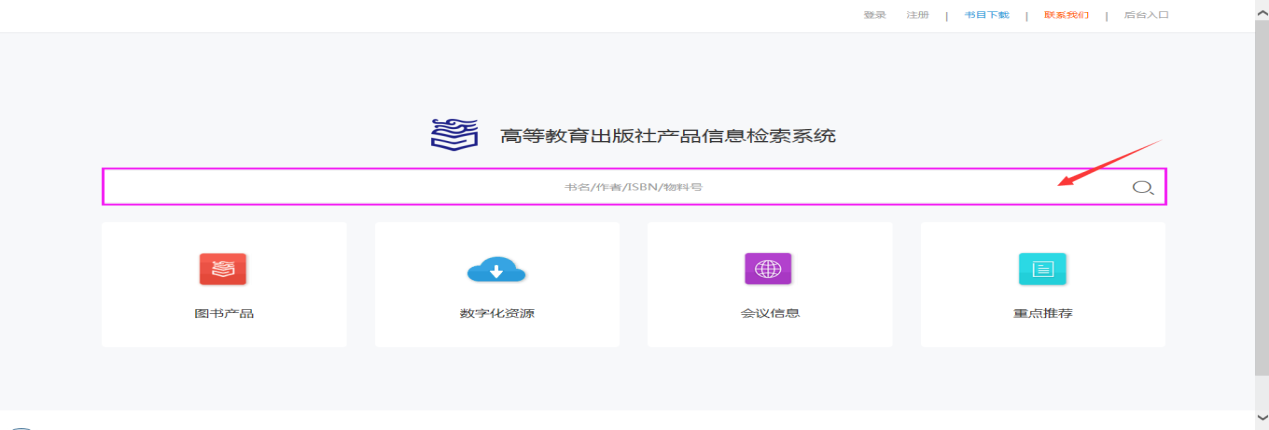 登录 注册 | 书目下载 | 联系我们 | 后台入口
高等教育出版社产品信息检索系统
书名/作者/ISBN/物料号
图书产品 数字化资源 会议信息 重点推荐